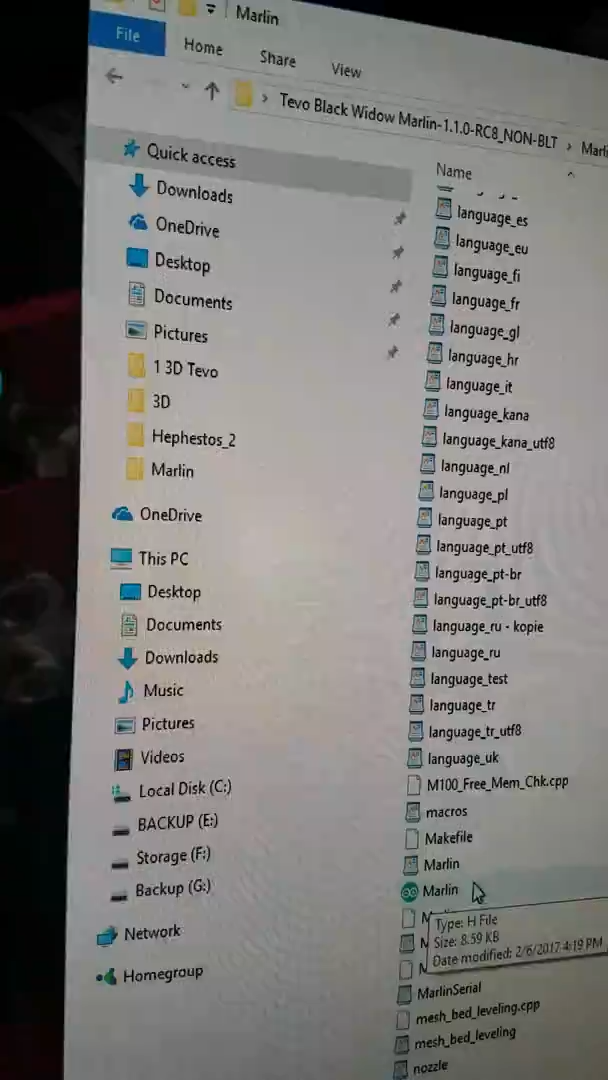 Marlin
File
Home
Share
View
Tevo Black Widow Marlin-1.1.0-RC8_NON-BLT
Quick access
Downloads
OneDrive
Desktop
Documents
Pictures
1 3D Tevo
3D
Hephestos_2
Marlin
OneDrive
This PC
Desktop
Documents
Downloads
Music
Pictures
Videos
Local Disk (C:)
BACKUP (E:)
Storage (F:)
Backup (G:)
Network
Homegroup
Name
language_es
language_eu
language_fi
language_fr
language_gl
language_hr
language_it
language_kana
language_kana_utf8
language_nl
language_pl
language_pt
language_pt_utf8
language_pt-br
language_pt-br_utf8
language_ru - kopie
language_ru
language_test
language_tr
language_tr_utf8
language_uk
M100_Free_Mem_Chk.cpp
macros
Makefile
Marlin
Marlin
Type: H File
Size: 8.59 KB
Date modified: 2/6/2017 4:19 PM
MarlinSerial
mesh_bed_leveling.cpp
mesh_bed_leveling
nozzle